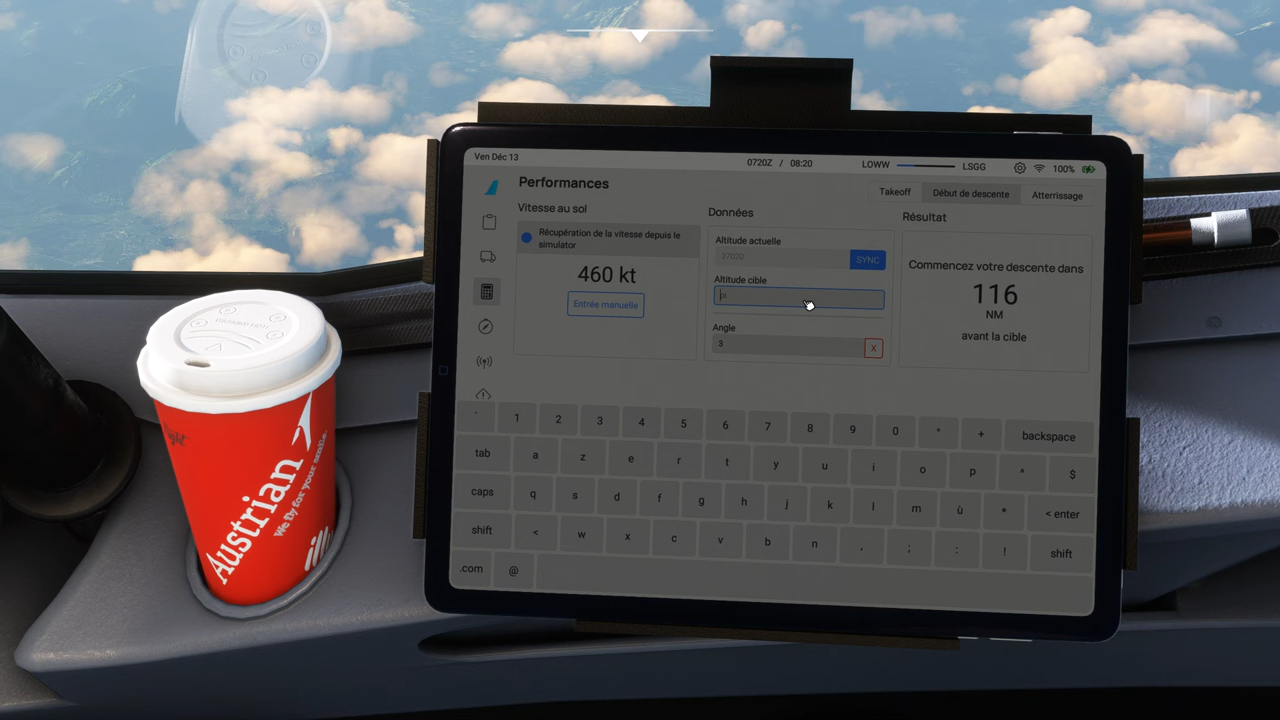 Ven Déc 13
0720Z / 08:20
LOWW
LSGG
100%
Performances
Takeoff
Début de descente
Atterrissage
Vitesse au sol
Récupération de la vitesse depuis le
simulator
460 kt
Entrée manuelle
Données
Altitude actuelle
37020
SYNC
Altitude cible
Angle
3
X
Résultat
Commencez votre descente dans
116
NM
avant la cible
` 1 2 3 4 5 6 7 8 9 0 ° + backspace
tab a z e r t y u i o p ^ $
caps q s d f g h j k l m ù * < enter
shift < w x c v b n , ; : ! shift
.com @
Austrian
We fly for your smile.